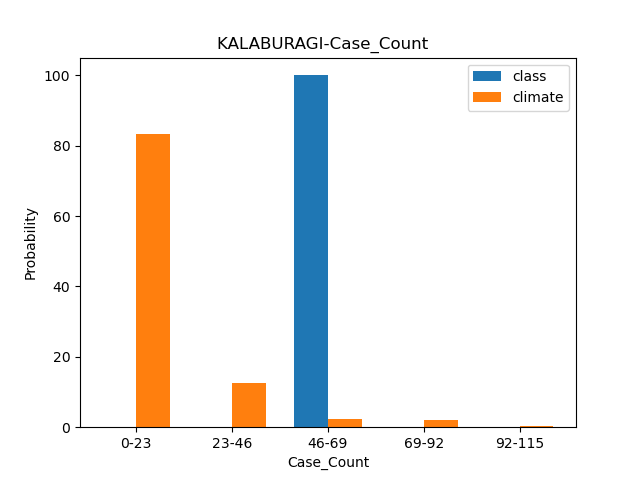 KALABURAGI-Case_Count
class
climate
100
80
60
40
20
0
Probability
0-23 23-46 46-69 69-92 92-115
Case_Count